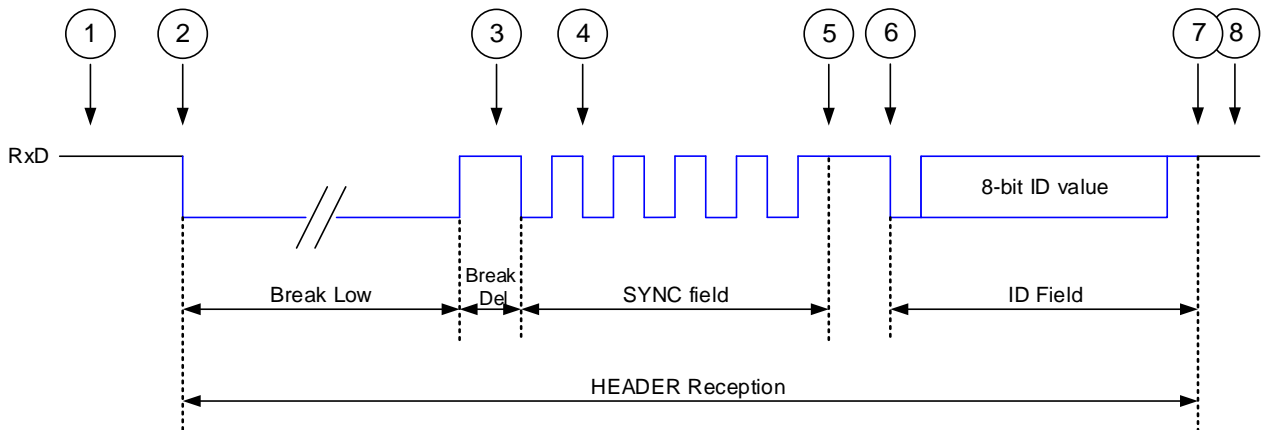 1 2 3 4 5 6 7 8
RxD
8-bit ID value
Break Low
Break
Del
SYNC field
ID Field
HEADER Reception